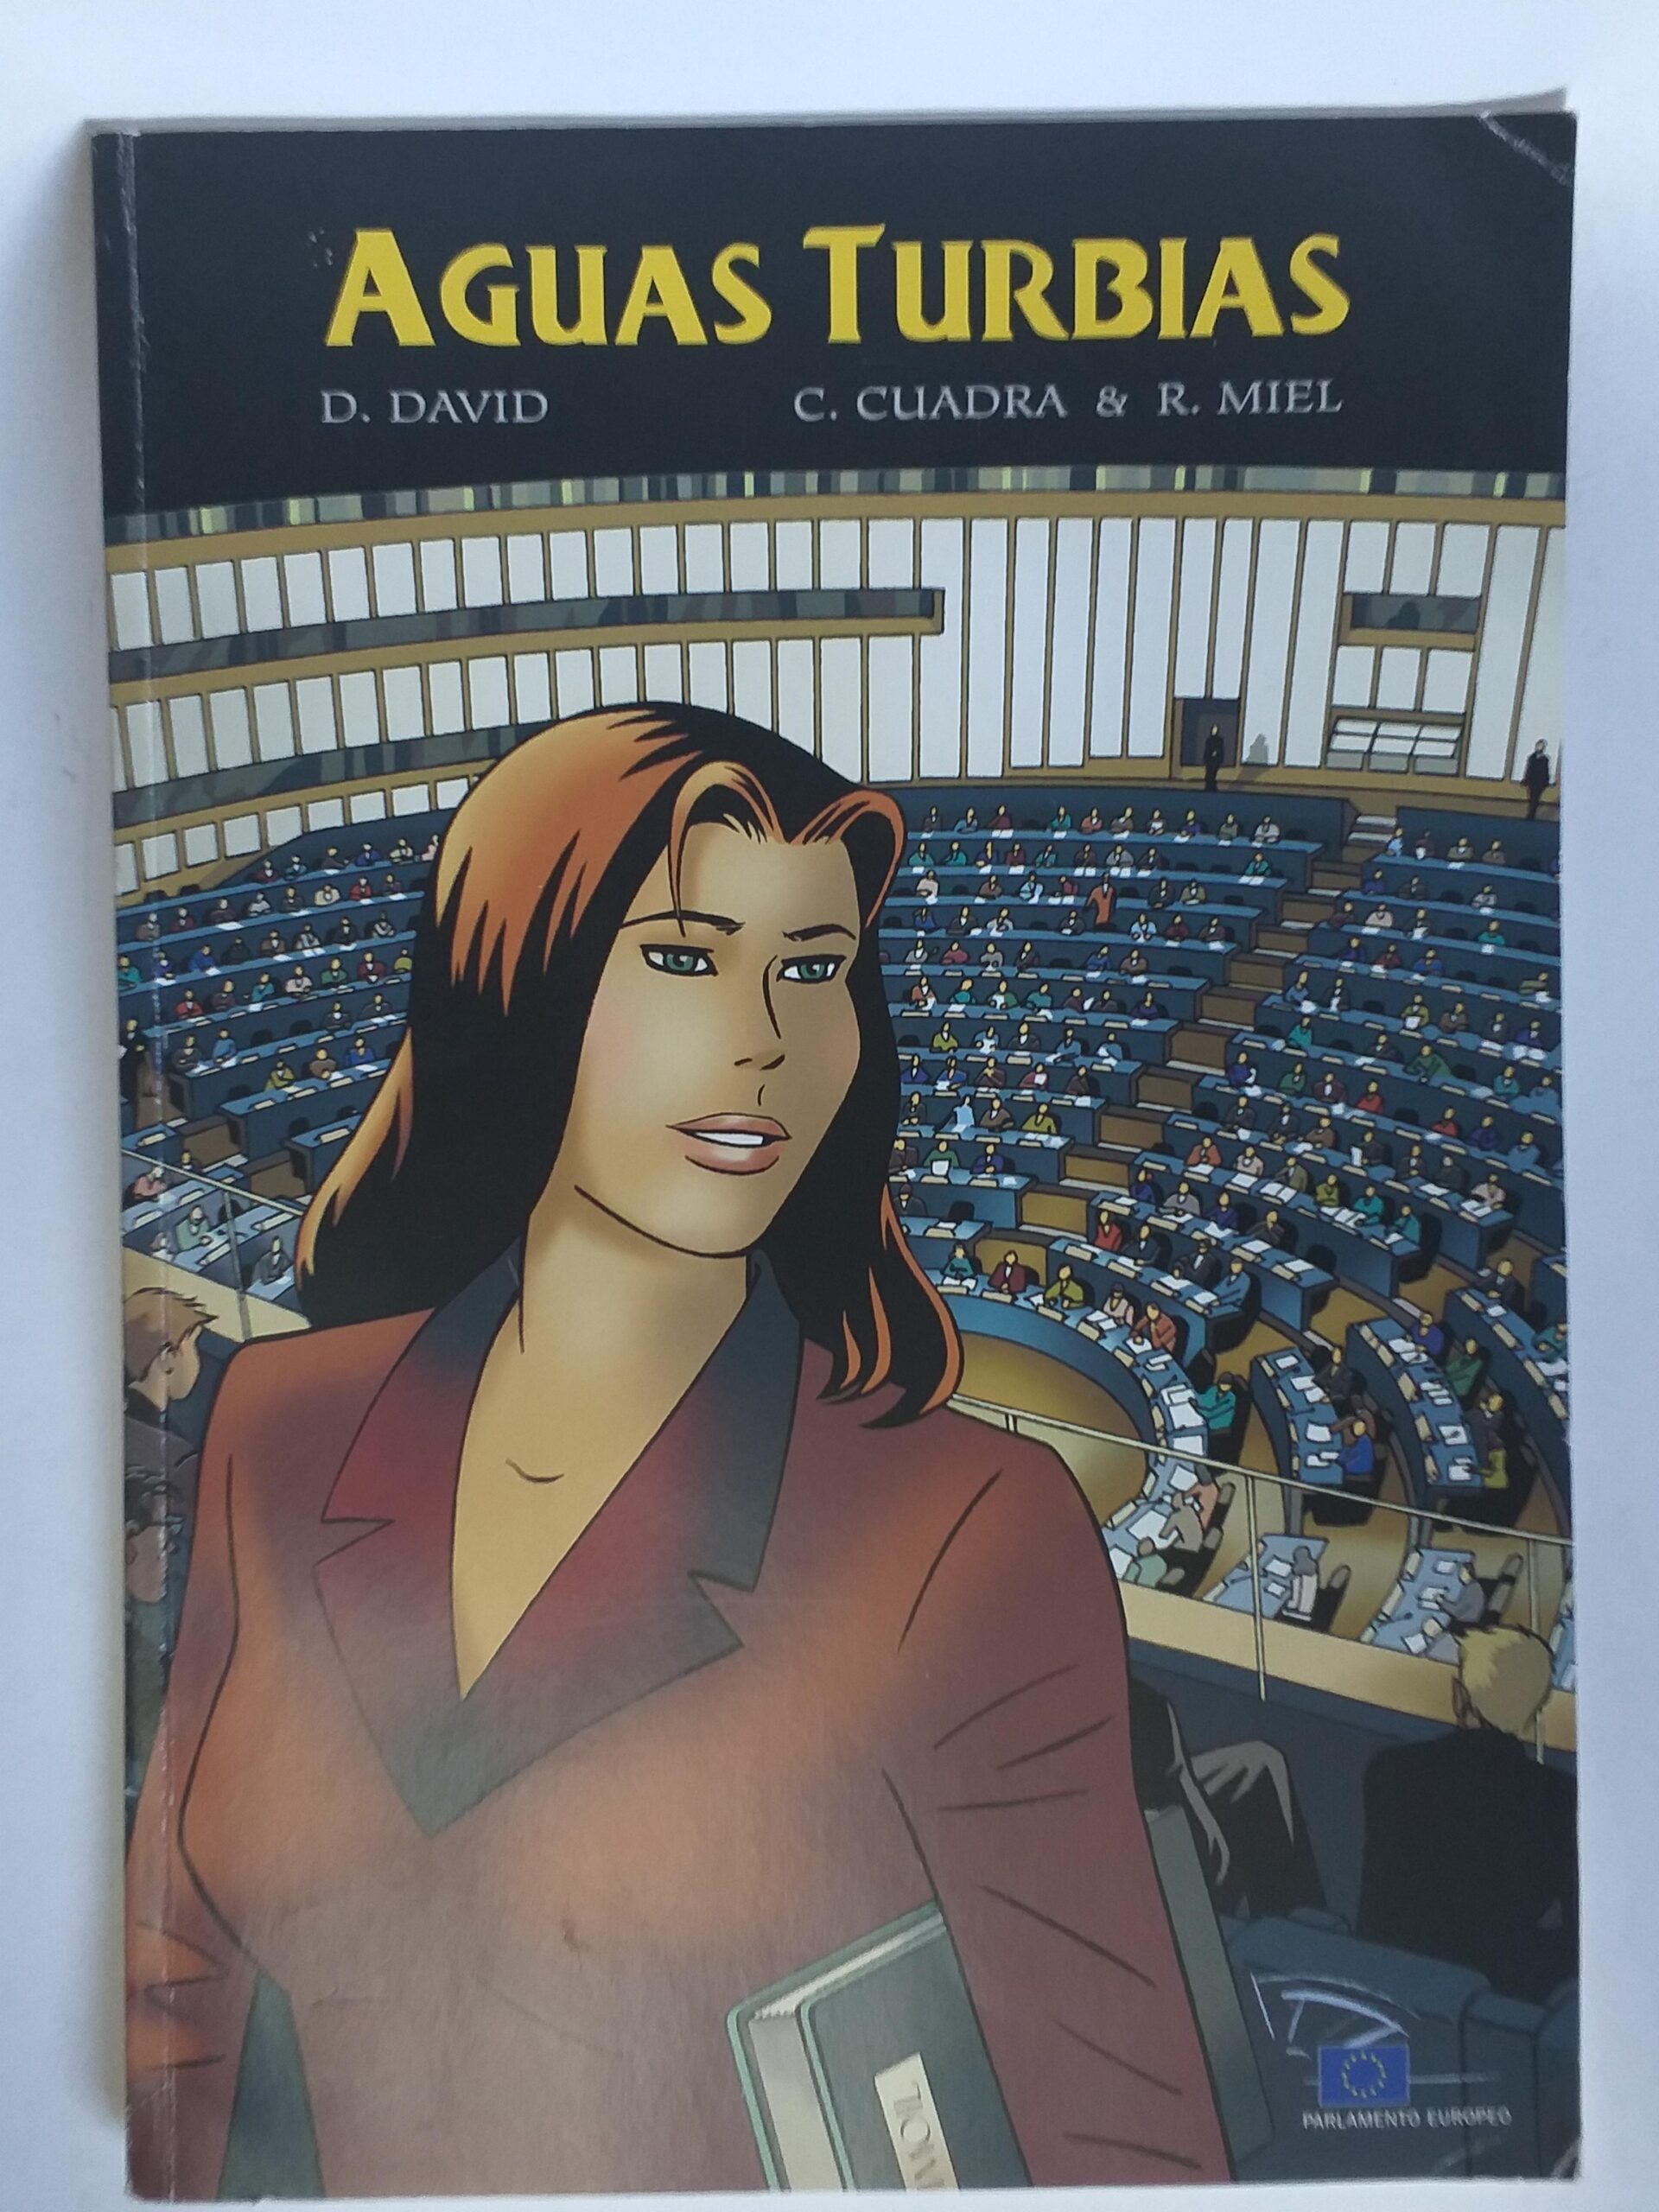 AGUAS TURBIAS
D. DAVID C. CUADRA & R. MIEL
PARLAMENTO EUROPEO